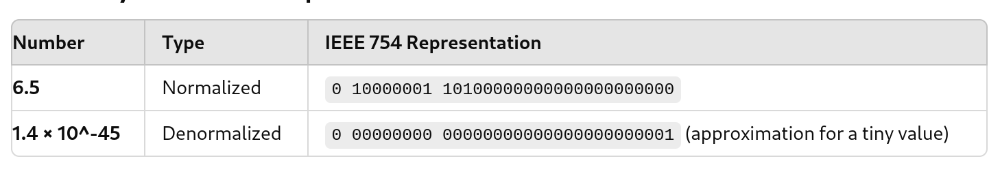 Number Type IEEE 754 Representation
6.5 Normalized 0 10000001 10100000000000000000000
1.4 × 10^-45 Denormalized 0 00000000 00000000000000000000001 (approximation for a tiny value)